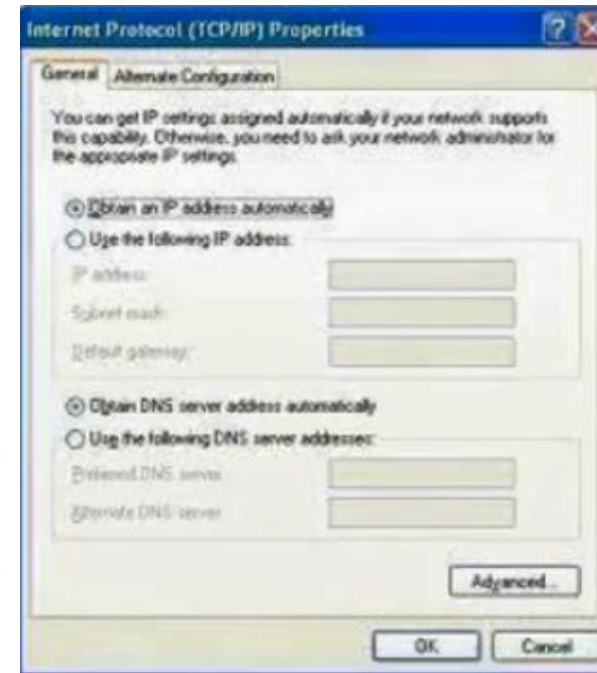 Internet Protocol (TCP/IP) Properties
General
Alternate Configuration
You can get IP settings assigned automatically if your network supports
this capability. Otherwise, you need to ask your network administrator for
the appropriate IP settings.
Obtain an IP address automatically
Use the following IP address:
IP address:
Subnet mask:
Default gateway:
Obtain DNS server address automatically
Use the following DNS server addresses:
Preferred DNS server
Alternate DNS server
Advanced...
OK
Cancel